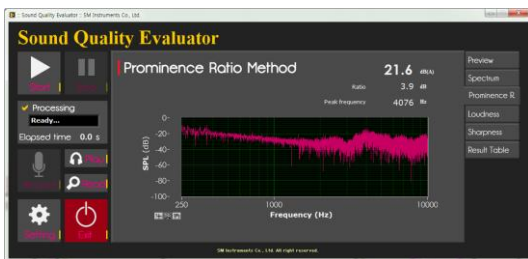 : Sound Quality Evaluator : SM Instruments Co., Ltd.
Sound Quality Evaluator
Start
Processing
Ready...
Elapsed time 0.0 s
Play
Setting
Exit
Prominence Ratio Method
21.6 dB(A)
Ratio 3.9 dB
Peak frequency 4076 Hz
SPL (dB)
0-
-20-
-40-
-60-
-80-
-100-
250 1000 10000
Frequency (Hz)
Preview
Spectrum
Prominence R.
Loudness
Sharpness
Result Table
SM Instruments Co., Ltd. All right reserved.